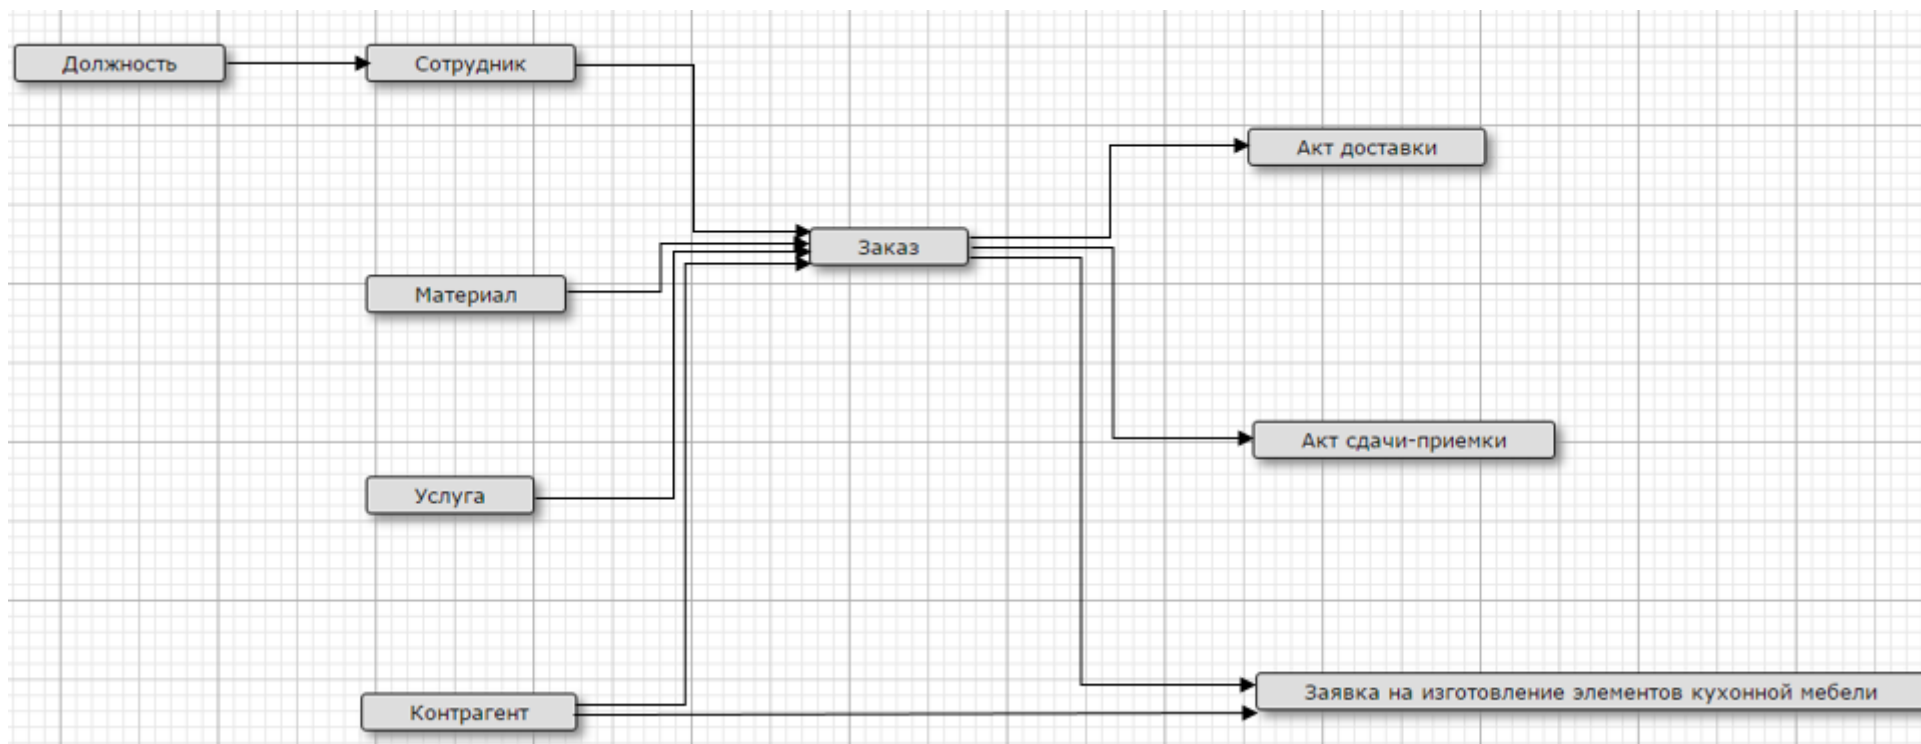 Должность
Сотрудник
Акт доставки
Заказ
Материал
Акт сдачи-приемки
Услуга
Заявка на изготовление элементов кухонной мебели
Контрагент